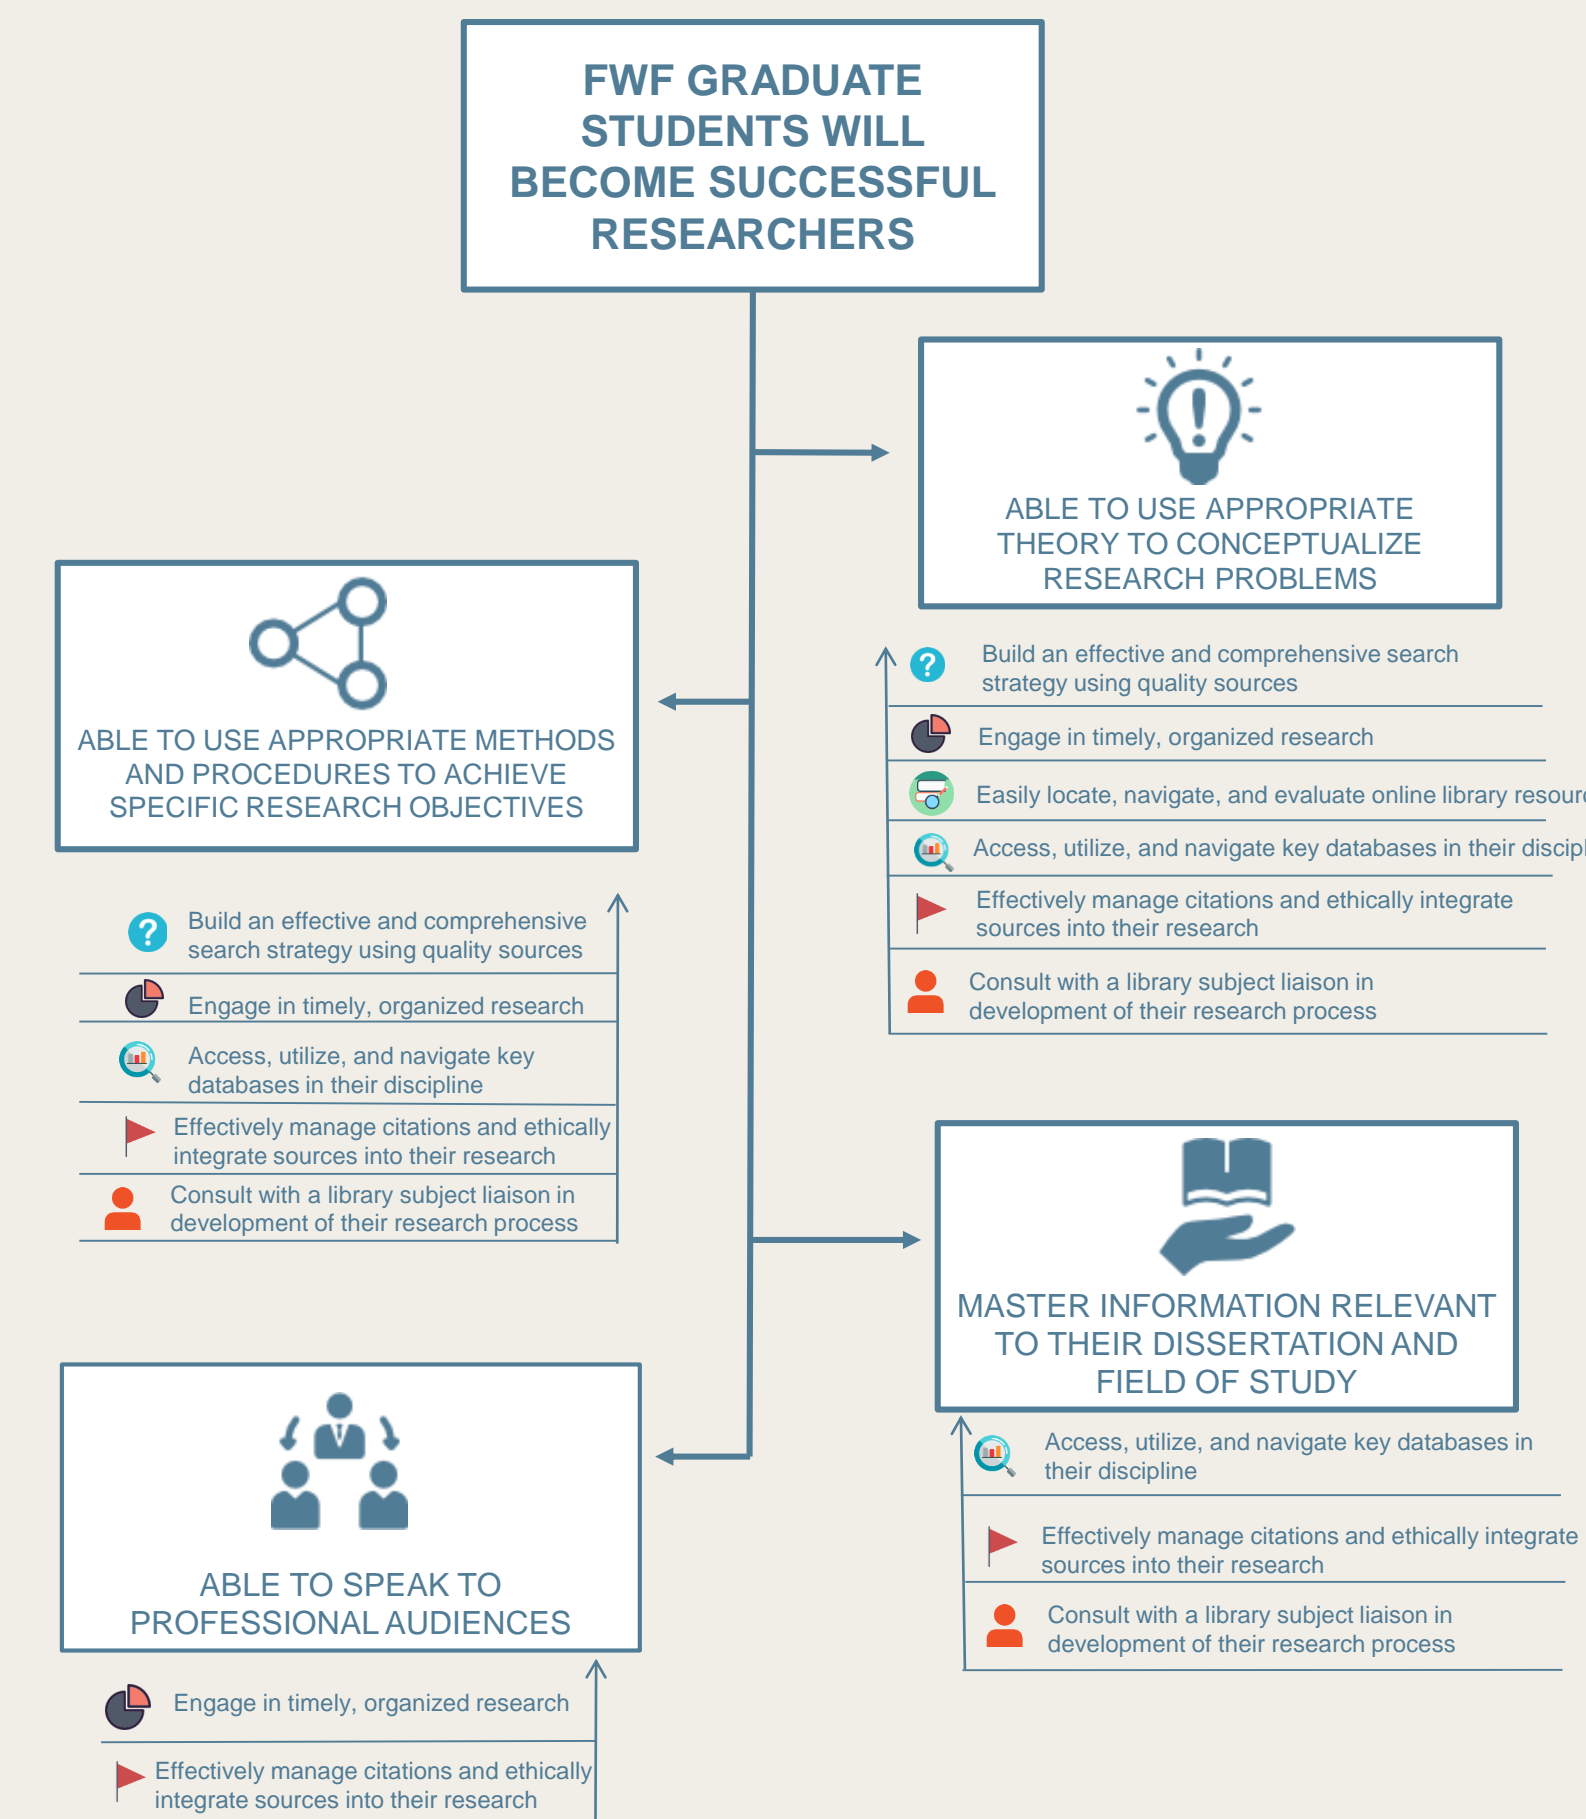 FWF GRADUATE
STUDENTS WILL
BECOME SUCCESSFUL
RESEARCHERS
ABLE TO USE APPROPRIATE
THEORY TO CONCEPTUALIZE
RESEARCH PROBLEMS
Build an effective and comprehensive search
strategy using quality sources
Engage in timely, organized research
Easily locate, navigate, and evaluate online library
Access, utilize, and navigate key databases in their
Effectively manage citations and ethically integrate
sources into their research
Consult with a library subject liaison in
development of their research process
ABLE TO USE APPROPRIATE METHODS
AND PROCEDURES TO ACHIEVE
SPECIFIC RESEARCH OBJECTIVES
Build an effective and comprehensive
search strategy using quality sources
Engage in timely, organized research
Access, utilize, and navigate key
databases in their discipline
Effectively manage citations and ethically
integrate sources into their research
Consult with a library subject liaison in
development of their research process
MASTER INFORMATION RELEVANT
TO THEIR DISSERTATION AND
FIELD OF STUDY
Access, utilize, and navigate key databases in
their discipline
Effectively manage citations and ethically integrate
sources into their research
Consult with a library subject liaison in
development of their research process
ABLE TO SPEAK TO
PROFESSIONAL AUDIENCES
Engage in timely, organized research
Effectively manage citations and ethically
integrate sources into their research